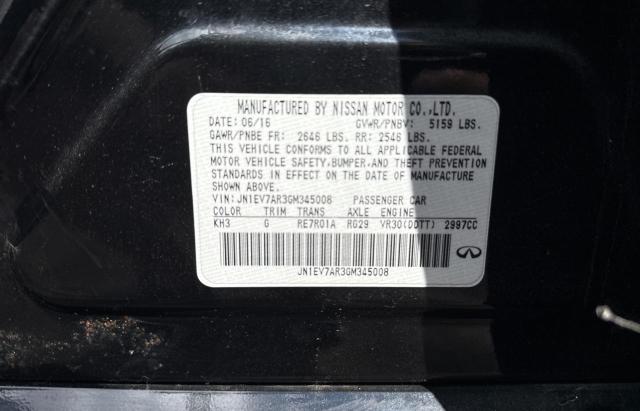 MANUFACTURED BY NISSAN MOTOR CO.,LTD.
DATE: 06/16 GVWR/PNBV: 5159 LBS.
GAWR/PNBE FR: 2646 LBS. RR: 2546 LBS.
THIS VEHICLE CONFORMS TO ALL APPLICABLE FEDERAL
MOTOR VEHICLE SAFETY,BUMPER,AND THEFT PREVENTION
STANDARDS IN EFFECT ON THE DATE OF MANUFACTURE
SHOWN ABOVE.
VIN: JN1EV7AR3GM345008 PASSENGER CAR
COLOR TRIM TRANS AXLE ENGINE
KH3 G RE7R01A RG29 VR30(DDTT) 2997CC
JN1EV7AR3GM345008